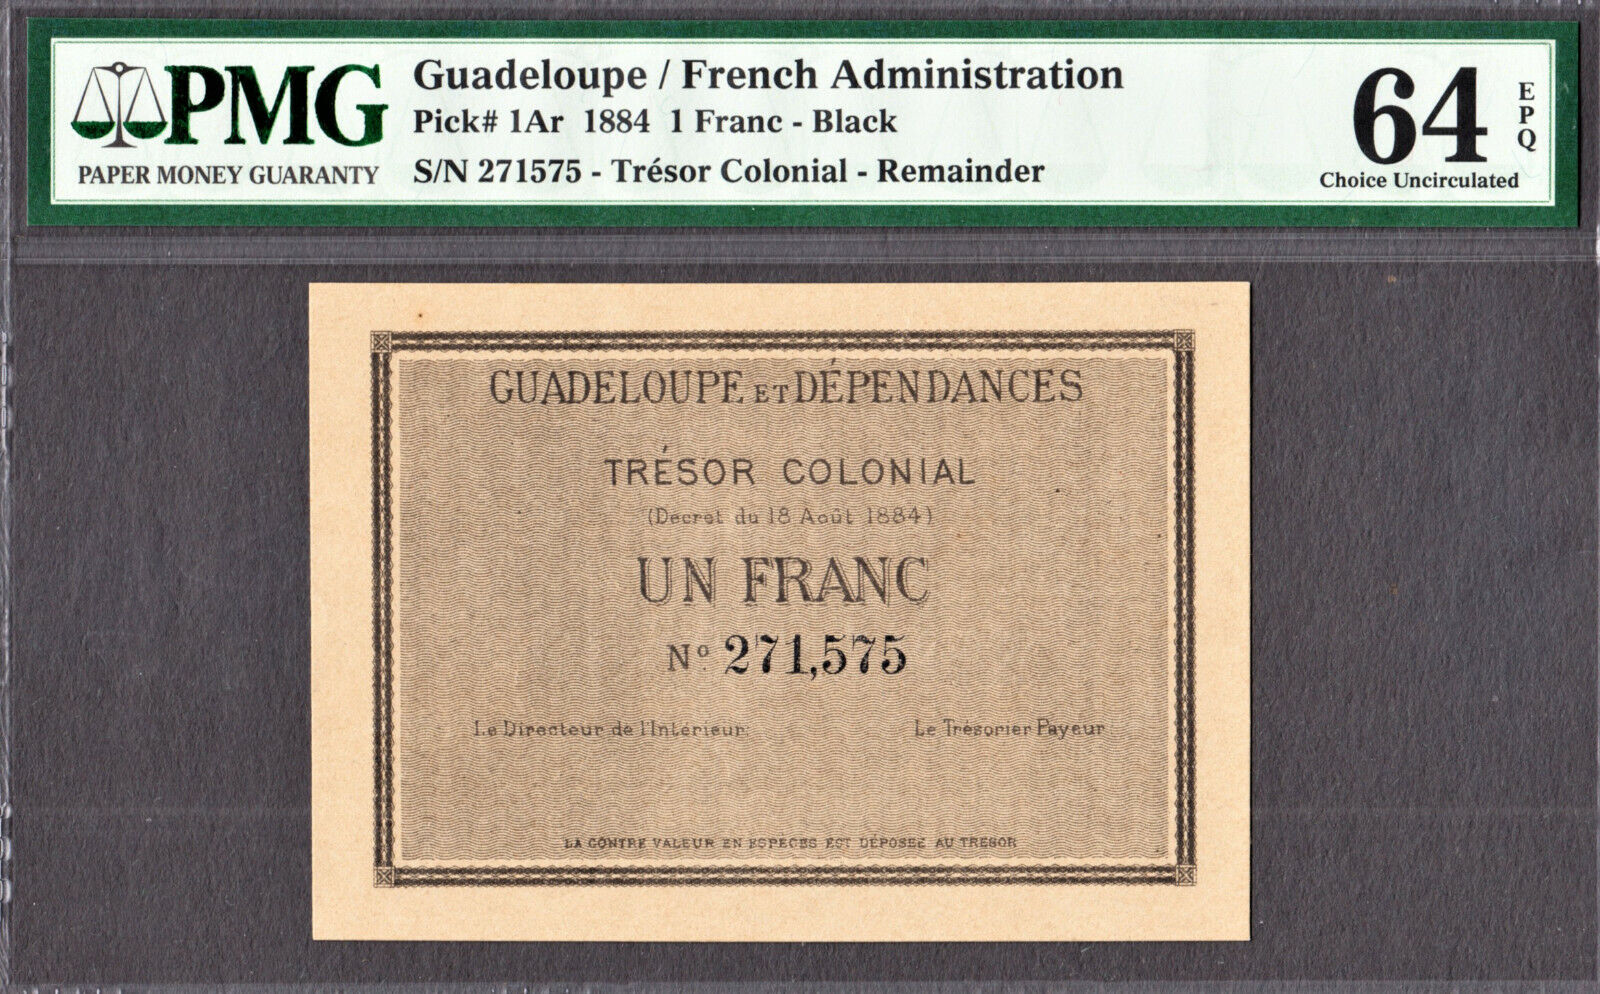 PMG
PAPER MONEY GUARANTY
Guadeloupe / French Administration
Pick# 1Ar 1884 1 Franc - Black
S/N 271575 - Trésor Colonial - Remainder
64
EPQ
Choice Uncirculated
GUADELOUPE ET DÉPENDANCES
TRÉSOR COLONIAL
(Decret du 18 Août 1884)
UN FRANC
Nº 271,575
Le Directeur de l'Intérieur: Le Trésorier Payeur:
LA CONTRE VALEUR EN ESPECES EST DÉPOSÉE AU TRESOR